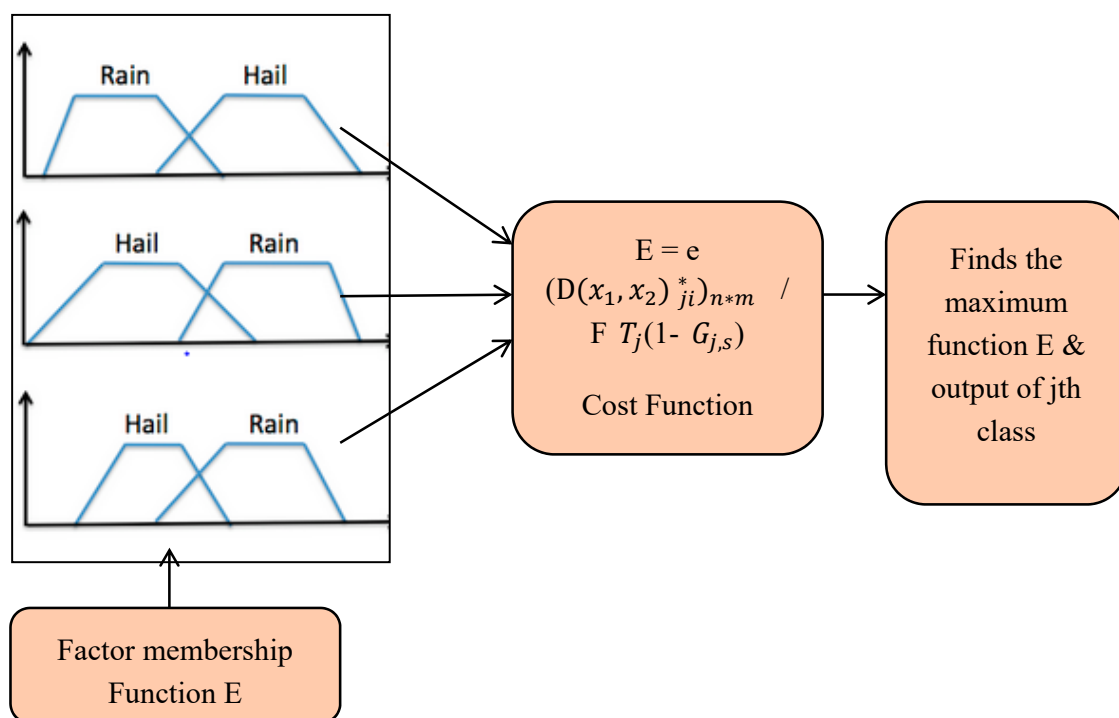 Rain Hail
Hail Rain
Hail Rain
E = e
(D(𝑥₁, 𝑥₂) *ⱼᵢ)ₙ*ₘ /
F 𝑇ⱼ(1- 𝐺ⱼ,ₛ)
Cost Function
Finds the
maximum
function E &
output of jth
class
Factor membership
Function E